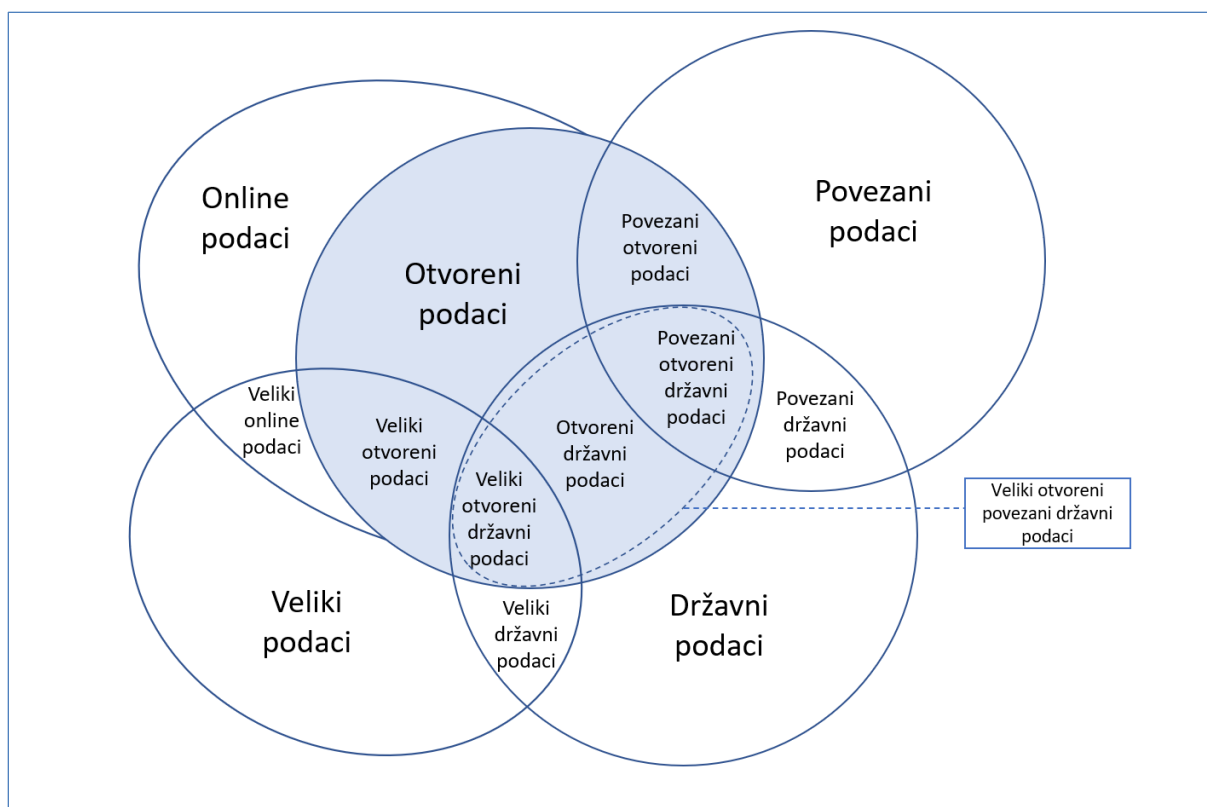 Online
podaci
Povezani
podaci
Povezani
otvoreni
podaci
Otvoreni
podaci
Povezani
otvoreni
državni
podaci
Veliki
online
podaci
Veliki
otvoreni
podaci
Otvoreni
državni
podaci
Povezani
državni
podaci
Veliki
otvoreni
državni
podaci
Veliki otvoreni
povezani državni
podaci
Veliki
podaci
Veliki
državni
podaci
Državni
podaci